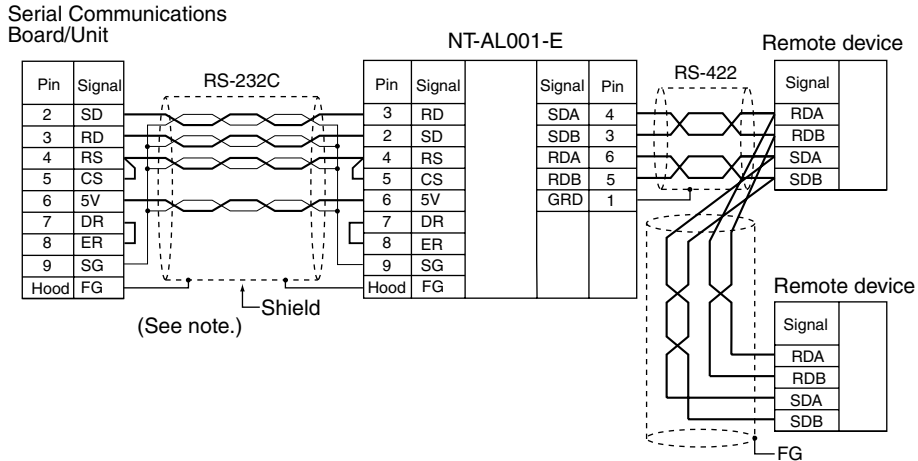 Serial Communications
Board/Unit
NT-AL001-E
Remote device
RS-232C
RS-422
Pin Signal
2 SD
3 RD
4 RS
5 CS
6 5V
7 DR
8 ER
9 SG
Hood FG
Pin Signal
3 RD
2 SD
4 RS
5 CS
6 5V
7 DR
8 ER
9 SG
Hood FG
Signal Pin
SDA 4
SDB 3
RDA 6
RDB 5
GRD 1
Signal
RDA
RDB
SDA
SDB
(See note.)
Shield
Remote device
Signal
RDA
RDB
SDA
SDB
FG